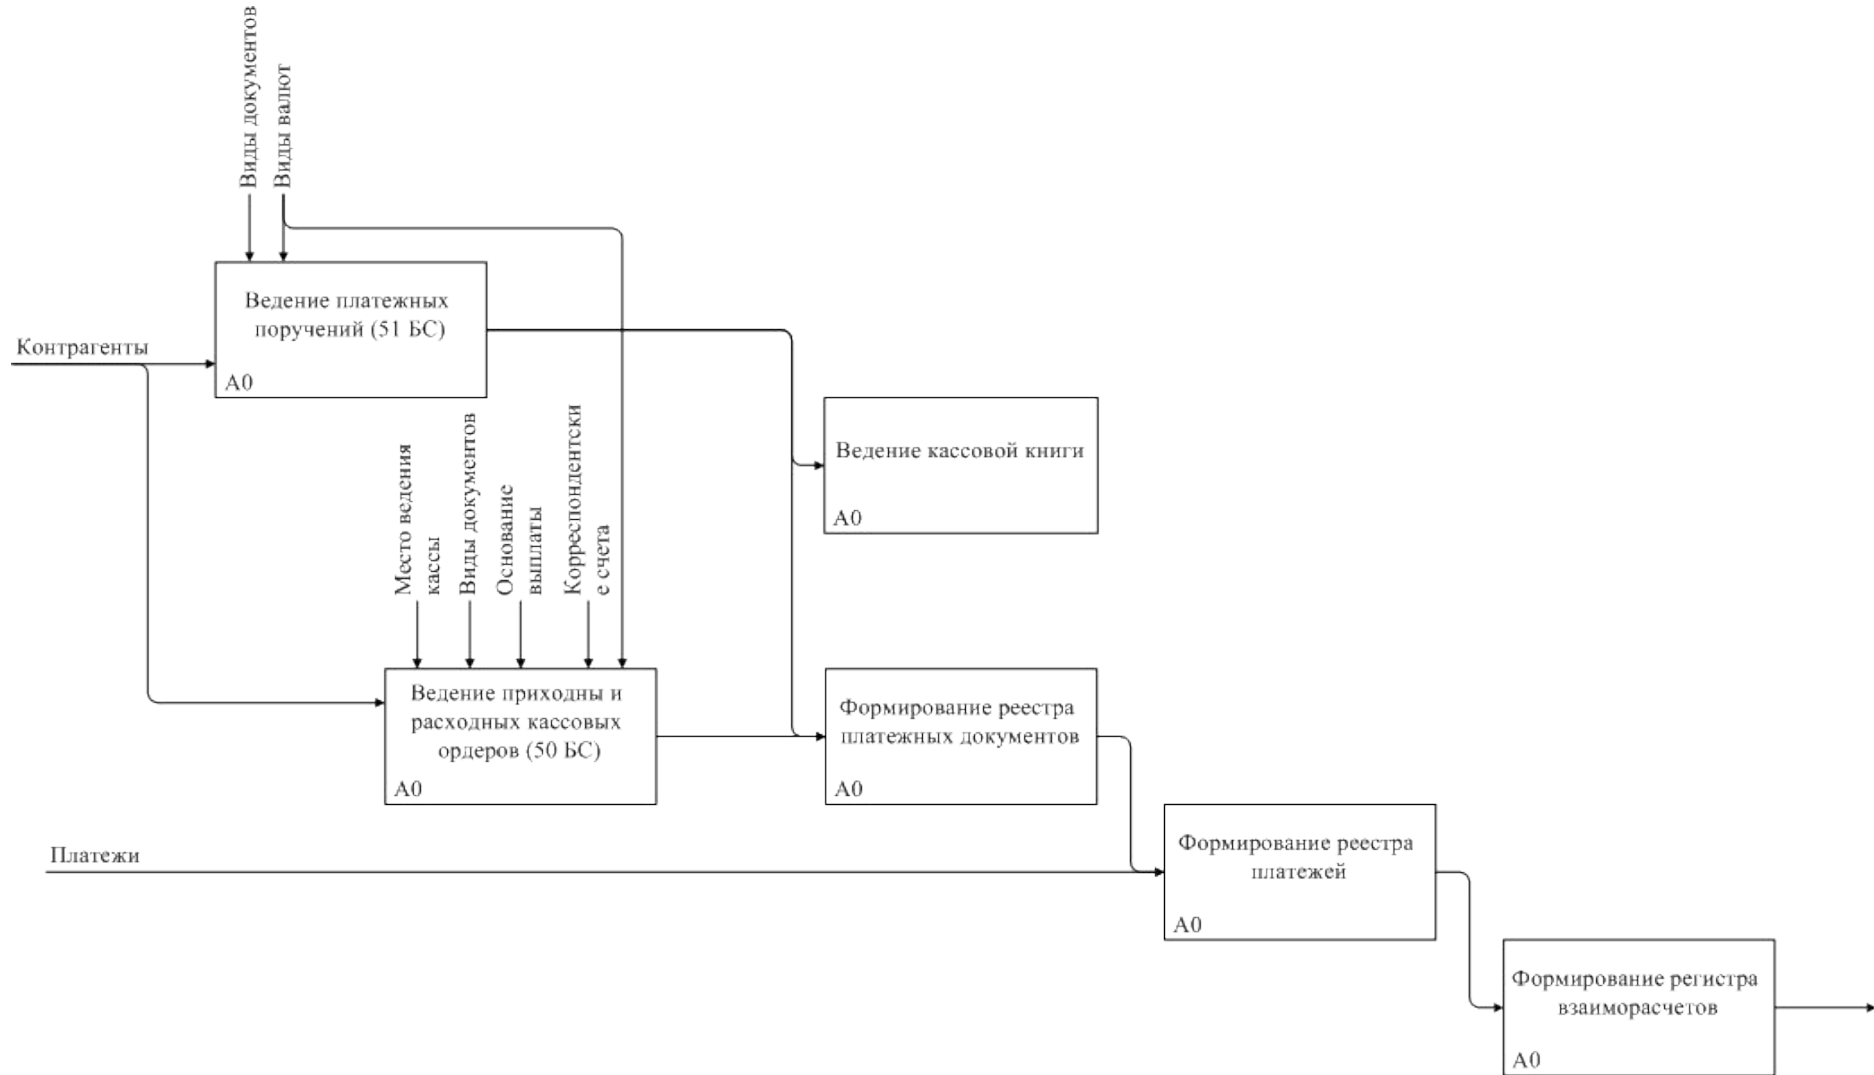 Виды документов
Виды валют
Ведение платежных
поручений (51 БС)
А0
Контрагенты
Ведение кассовой книги
А0
Место ведения
кассы
Виды документов
Основание
выплаты
Корреспондентски
е счета
Ведение приходны и
расходных кассовых
ордеров (50 БС)
А0
Формирование реестра
платежных документов
А0
Платежи
Формирование реестра
платежей
А0
Формирование регистра
взаиморасчетов
А0